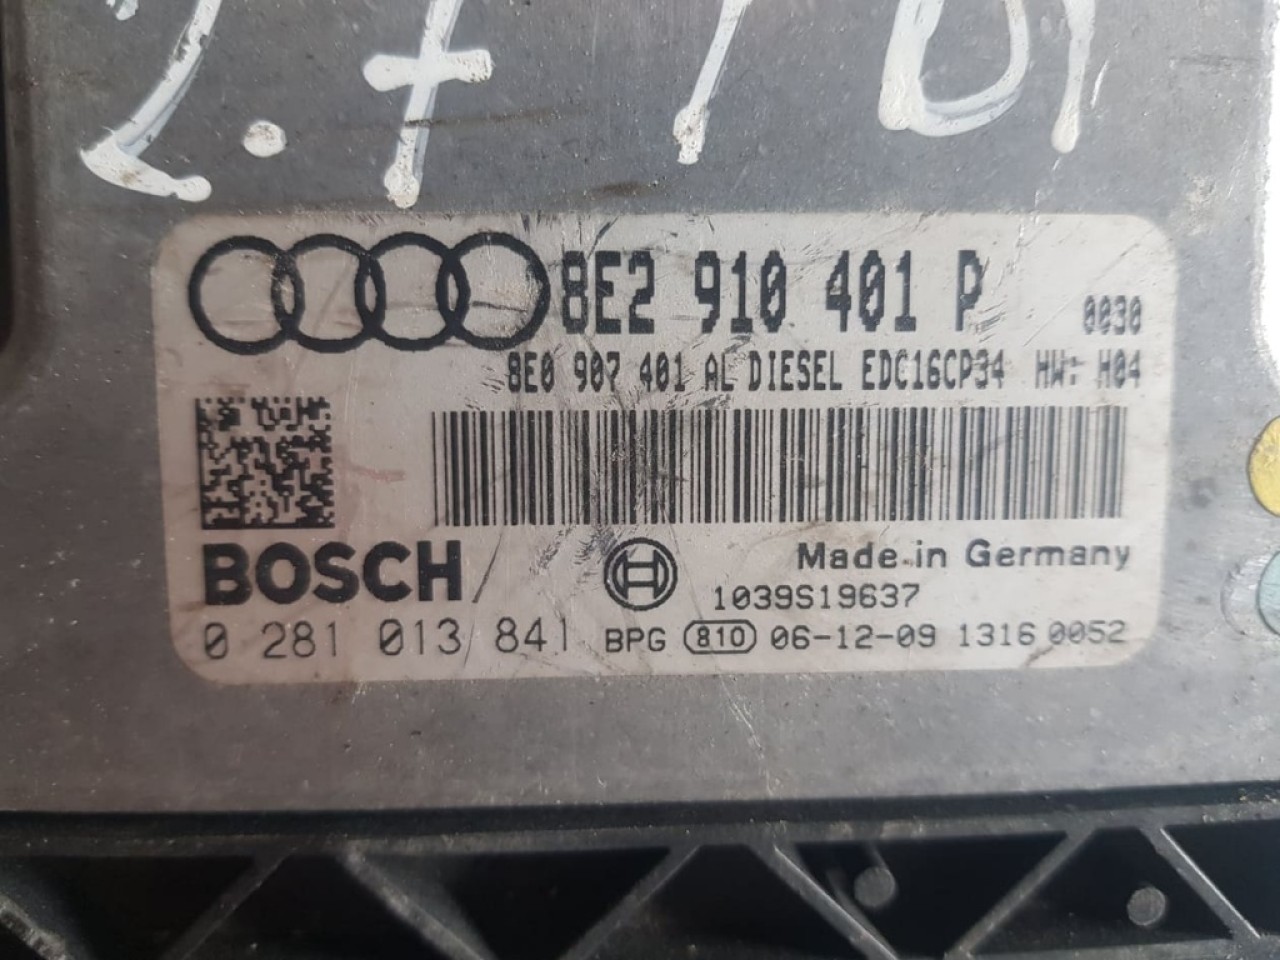 2.7 TDI
8E2 910 401 P 0030
8E0 907 401 AL DIESEL EDC16CP34 HW: H04
BOSCH Made in Germany
1039S19637
0 281 013 841 BPG 810 06-12-09 1316 0052